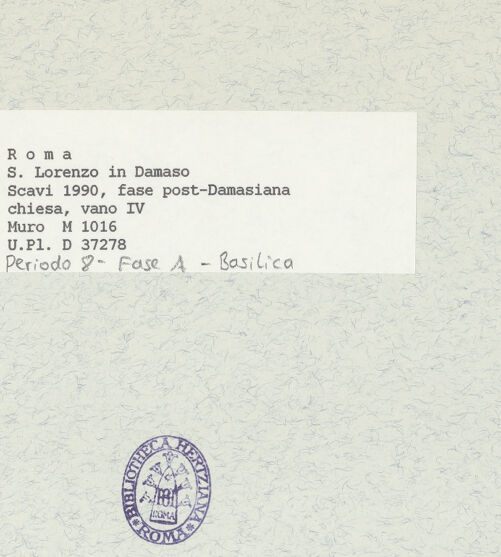 R o m a
S. Lorenzo in Damaso
Scavi 1990, fase post-Damasiana
chiesa, vano IV
Muro  M 1016
U.Pl. D 37278
Periodo 8 - Fase A - Basilica
BIBLIOTHECA HERTZIANA
ROMA